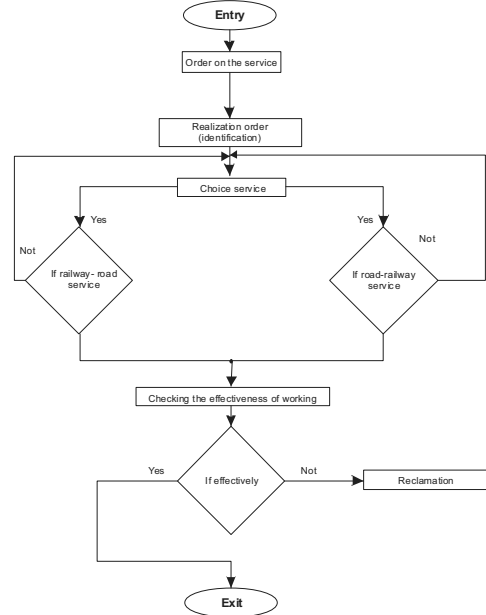 Entry
Order on the service
Realization order
(identification)
Choice service
Yes
Yes
Not
Not
If railway- road
service
If road-railway
service
Checking the effectiveness of working
Yes
Not
If effectively
Reclamation
Exit